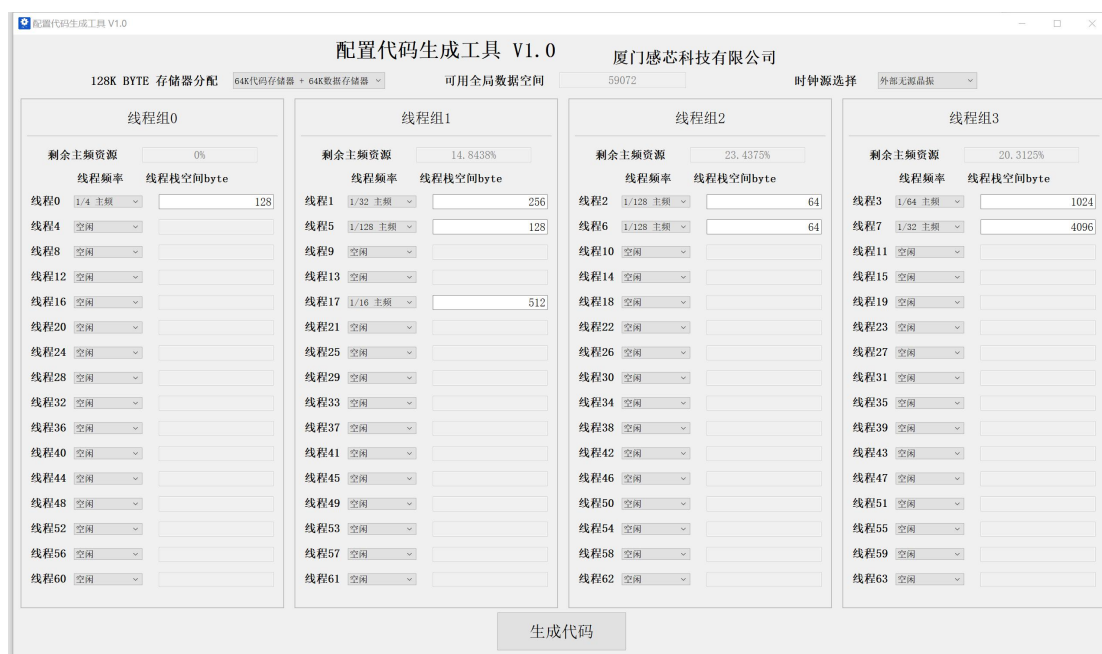 配置代码生成工具 V1.0
配置代码生成工具 V1.0 厦门感芯科技有限公司
128K BYTE 存储器分配 64K代码存储器 + 64K数据存储器 可用全局数据空间 59072 时钟源选择 外部无源晶振
线程组0 线程组1 线程组2 线程组3
剩余主频资源 0% 剩余主频资源 14.8438% 剩余主频资源 23.4375% 剩余主频资源 20.3125%
线程频率 线程栈空间byte 线程频率 线程栈空间byte 线程频率 线程栈空间byte 线程频率 线程栈空间byte
线程0 1/4 主频 128 线程1 1/32 主频 256 线程2 1/128 主频 64 线程3 1/64 主频 1024
线程4 空闲 线程5 1/128 主频 128 线程6 1/128 主频 64 线程7 1/32 主频 4096
线程8 空闲 线程9 空闲 线程10 空闲 线程11 空闲
线程12 空闲 线程13 空闲 线程14 空闲 线程15 空闲
线程16 空闲 线程17 1/16 主频 512 线程18 空闲 线程19 空闲
线程20 空闲 线程21 空闲 线程22 空闲 线程23 空闲
线程24 空闲 线程25 空闲 线程26 空闲 线程27 空闲
线程28 空闲 线程29 空闲 线程30 空闲 线程31 空闲
线程32 空闲 线程33 空闲 线程34 空闲 线程35 空闲
线程36 空闲 线程37 空闲 线程38 空闲 线程39 空闲
线程40 空闲 线程41 空闲 线程42 空闲 线程43 空闲
线程44 空闲 线程45 空闲 线程46 空闲 线程47 空闲
线程48 空闲 线程49 空闲 线程50 空闲 线程51 空闲
线程52 空闲 线程53 空闲 线程54 空闲 线程55 空闲
线程56 空闲 线程57 空闲 线程58 空闲 线程59 空闲
线程60 空闲 线程61 空闲 线程62 空闲 线程63 空闲
生成代码